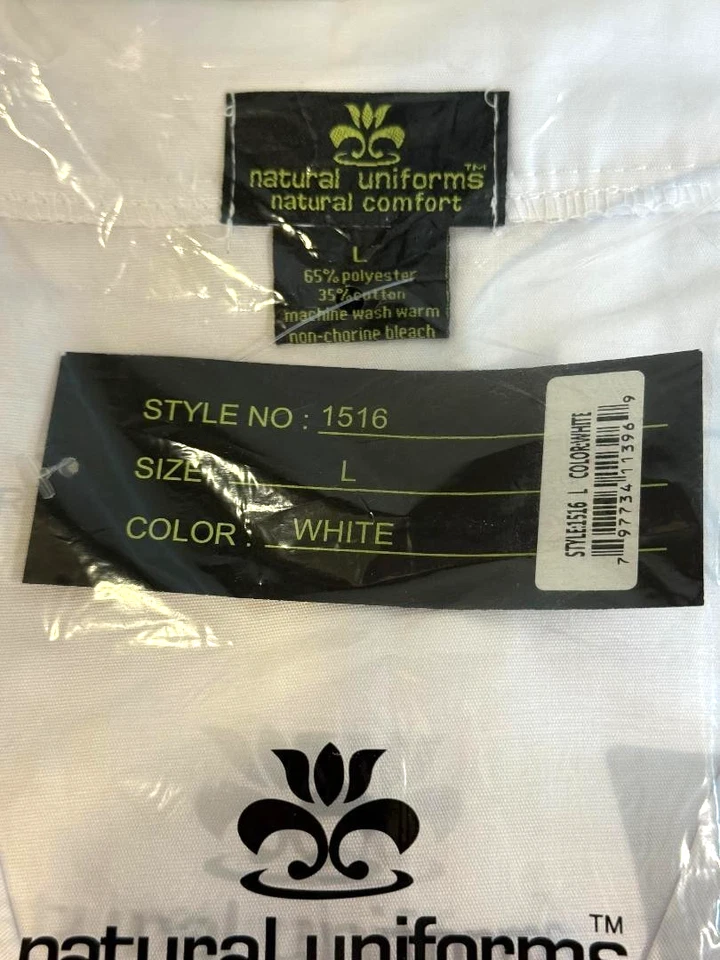 natural uniforms™
natural comfort
L
65% polyester
35% cotton
machine wash warm
non-chorine bleach
STYLE NO : 1516
SIZE L
COLOR : WHITE
STYLE:1516 L COLOR:WHITE
7 97734 11396 9
natural uniforms™